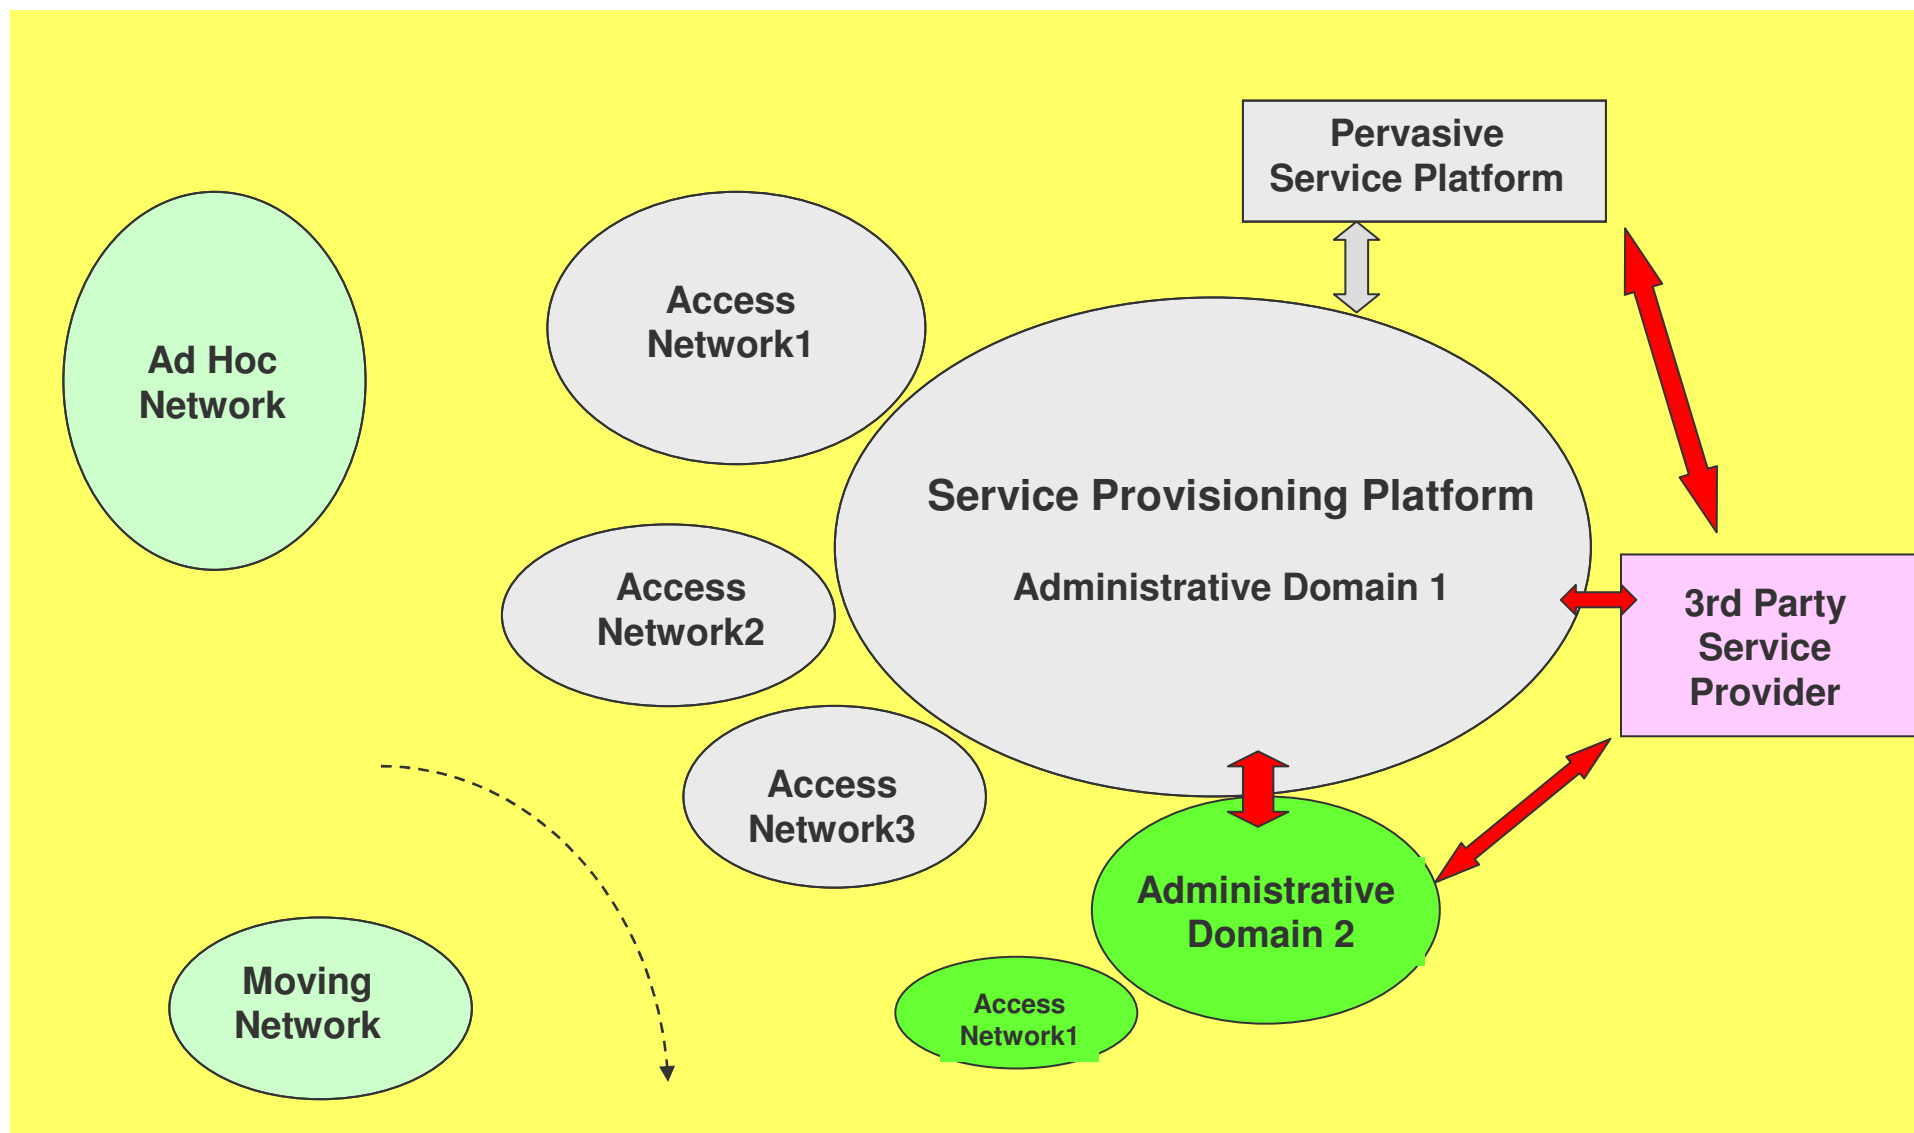 Pervasive
Service Platform
Access
Network1
Ad Hoc
Network
Service Provisioning Platform
Administrative Domain 1
Access
Network2
3rd Party
Service
Provider
Access
Network3
Administrative
Domain 2
Moving
Network
Access
Network1